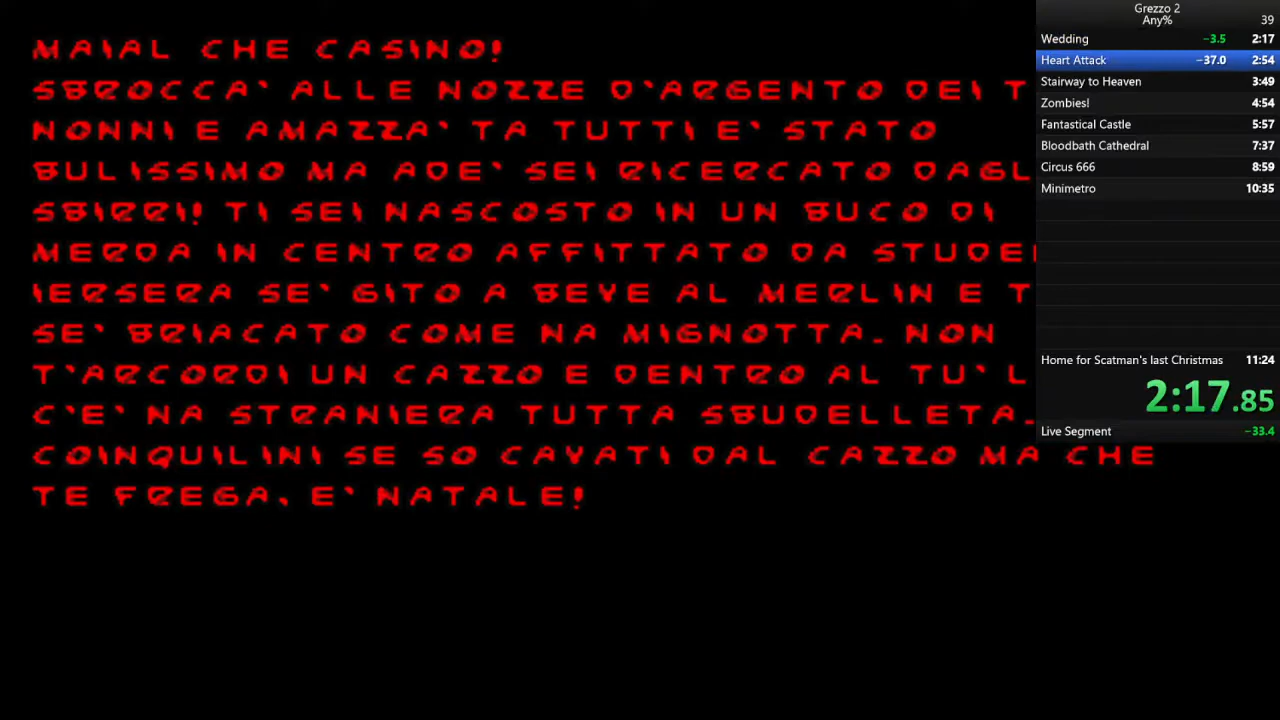 MAIAL CHE CASINO!
SBROCCA` ALLE NOZZE D`ARGENTO DEI T
NONNI E AMAZZA` TA TUTTI E` STATO
BULISSIMO MA ADE` SEI RICERCATO DAGL
SBIRRI! TI SEI NASCOSTO IN UN BUCO DI
MERDA IN CENTRO AFFITTATO DA STUDE
IERSERA SE` GITO A BEVE AL MERLIN E T
SE` BRIACATO COME NA MIGNOTTA. NON
T`ARCORDI UN CAZZO E DENTRO AL TU` L
C`E` NA STRANIERA TUTTA SBUDELLETA.
COINQUILINI SE SO CAVATI DAL CAZZO MA CHE
TE FREGA, E` NATALE!
Grezzo 2
Any% 39
Wedding -3.5 2:17
Heart Attack -37.0 2:54
Stairway to Heaven 3:49
Zombies! 4:54
Fantastical Castle 5:57
Bloodbath Cathedral 7:37
Circus 666 8:59
Minimetro 10:35
Home for Scatman's last Christmas 11:24
2:17.85
Live Segment -33.4